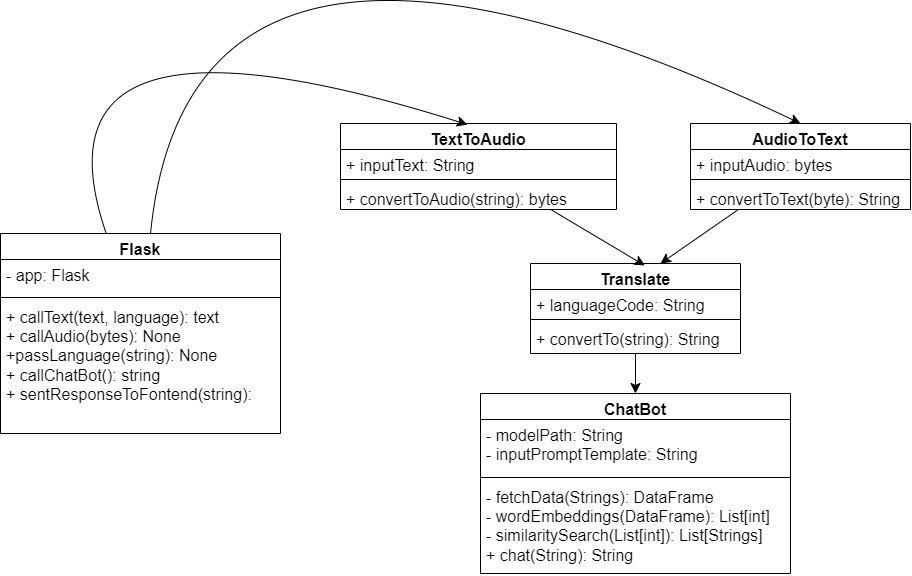 TextToAudio
+ inputText: String
+ convertToAudio(string): bytes
AudioToText
+ inputAudio: bytes
+ convertToText(byte): String
Flask
- app: Flask
+ callText(text, language): text
+ callAudio(bytes): None
+passLanguage(string): None
+ callChatBot(): string
+ sentResponseToFontend(string):
Translate
+ languageCode: String
+ convertTo(string): String
ChatBot
- modelPath: String
- inputPromptTemplate: String
- fetchData(Strings): DataFrame
- wordEmbeddings(DataFrame): List[int]
- similaritySearch(List[int]): List[Strings]
+ chat(String): String